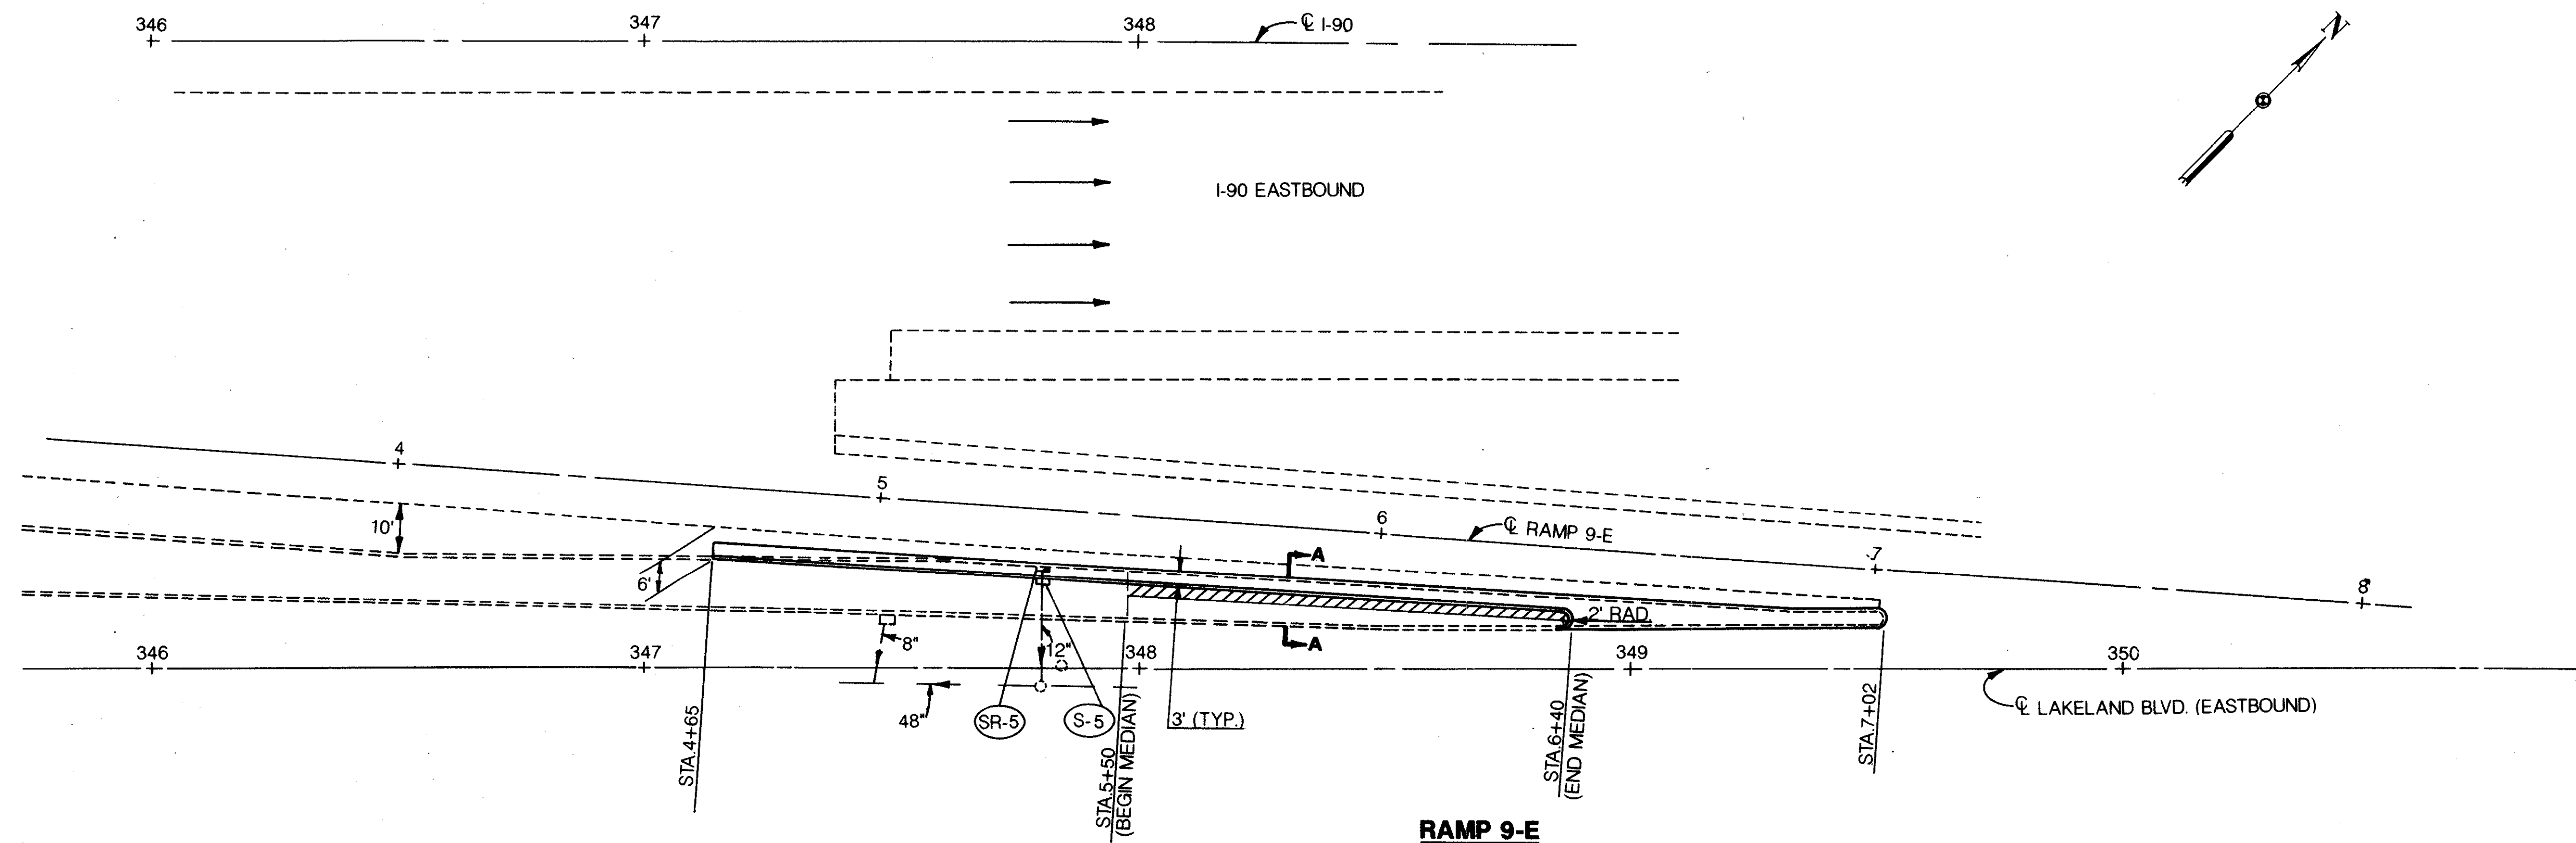 346
347
348
℄ I-90
N
I-90 EASTBOUND
4
5
6
℄ RAMP 9-E
7
8
10'
6'
A
2' RAD.
A
8"
12"
346
347
348
349
350
48"
SR-5
S-5
3' (TYP.)
℄ LAKELAND BLVD. (EASTBOUND)
STA.4+65
STA.5+50
(BEGIN MEDIAN)
STA.6+40
(END MEDIAN)
STA.7+02
RAMP 9-E